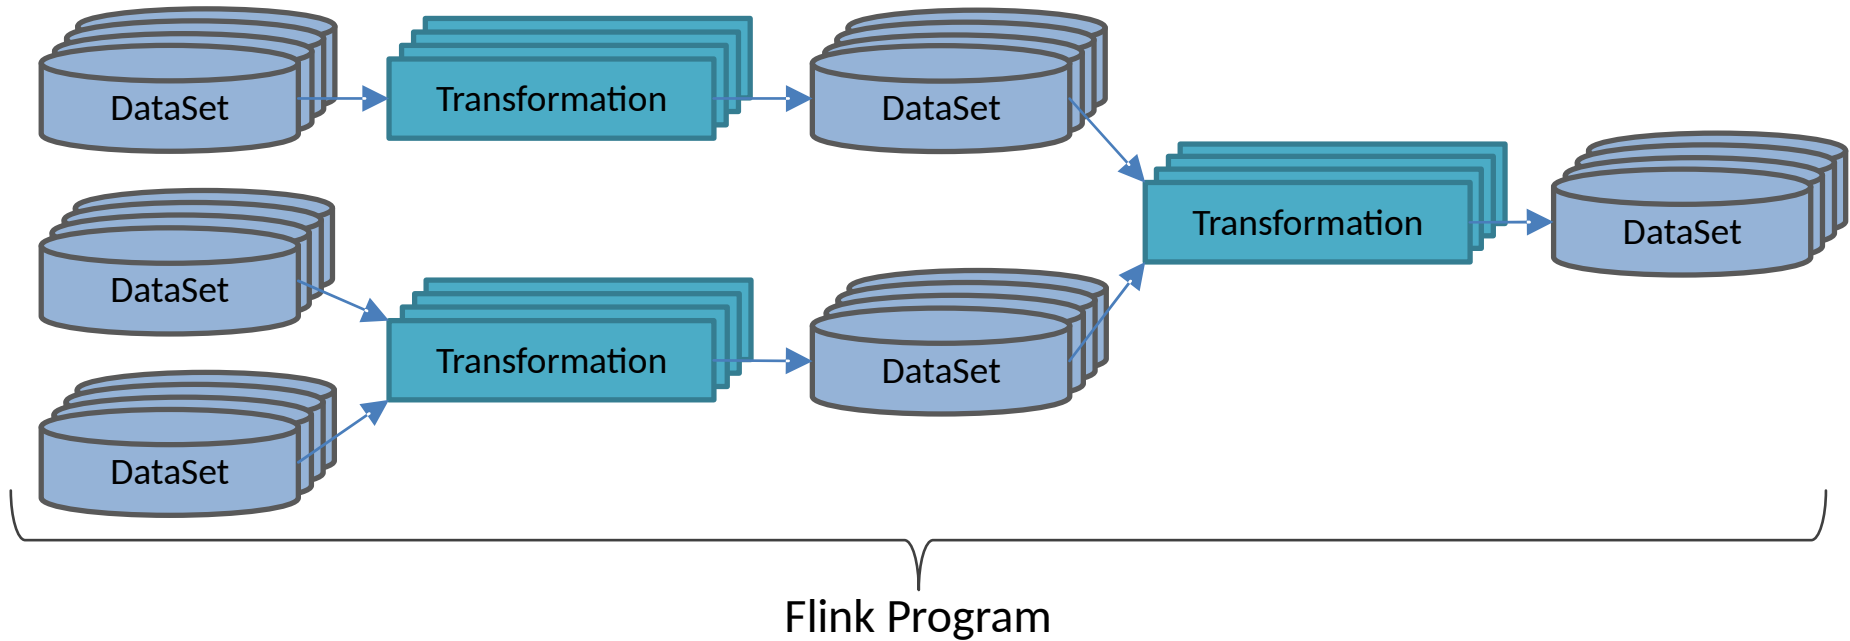 DataSet
Transformation
DataSet
Transformation
DataSet
DataSet
Transformation
DataSet
DataSet
Flink Program